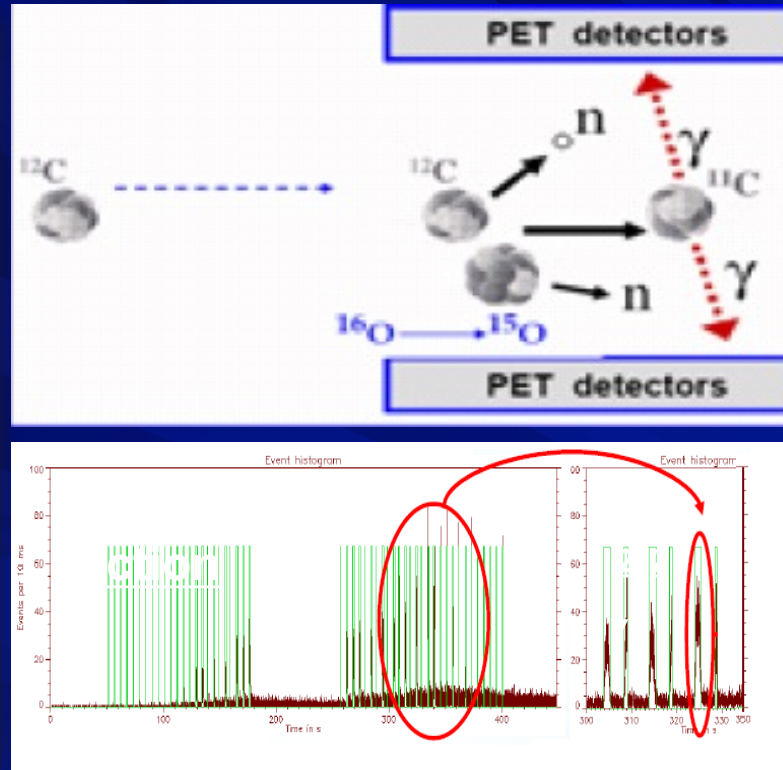 PET detectors
n
¹²C
¹²C
γ
¹¹C
γ
n
¹⁶O → ¹⁵O
PET detectors
Event histogram
Event histogram
100
80
60
40
20
0
Events per 10 ms
0
100
200
300
400
Time in s
00
80
60
40
20
0
300
310
320
330
350
Time in s